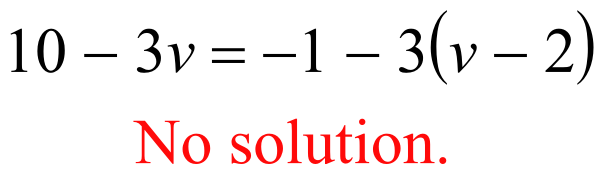 10 − 3v = −1 − 3(v − 2)
No solution.